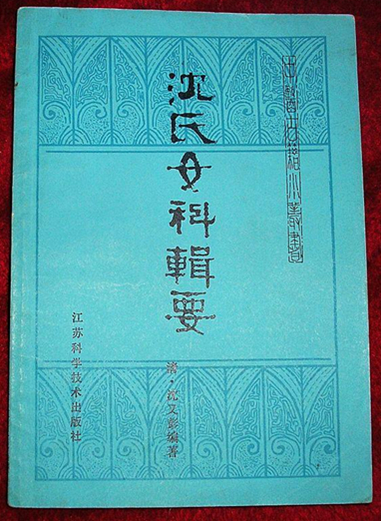 中医古籍小丛书
沈氏女科輯要
清·沈又彭编著
江苏科学技术出版社